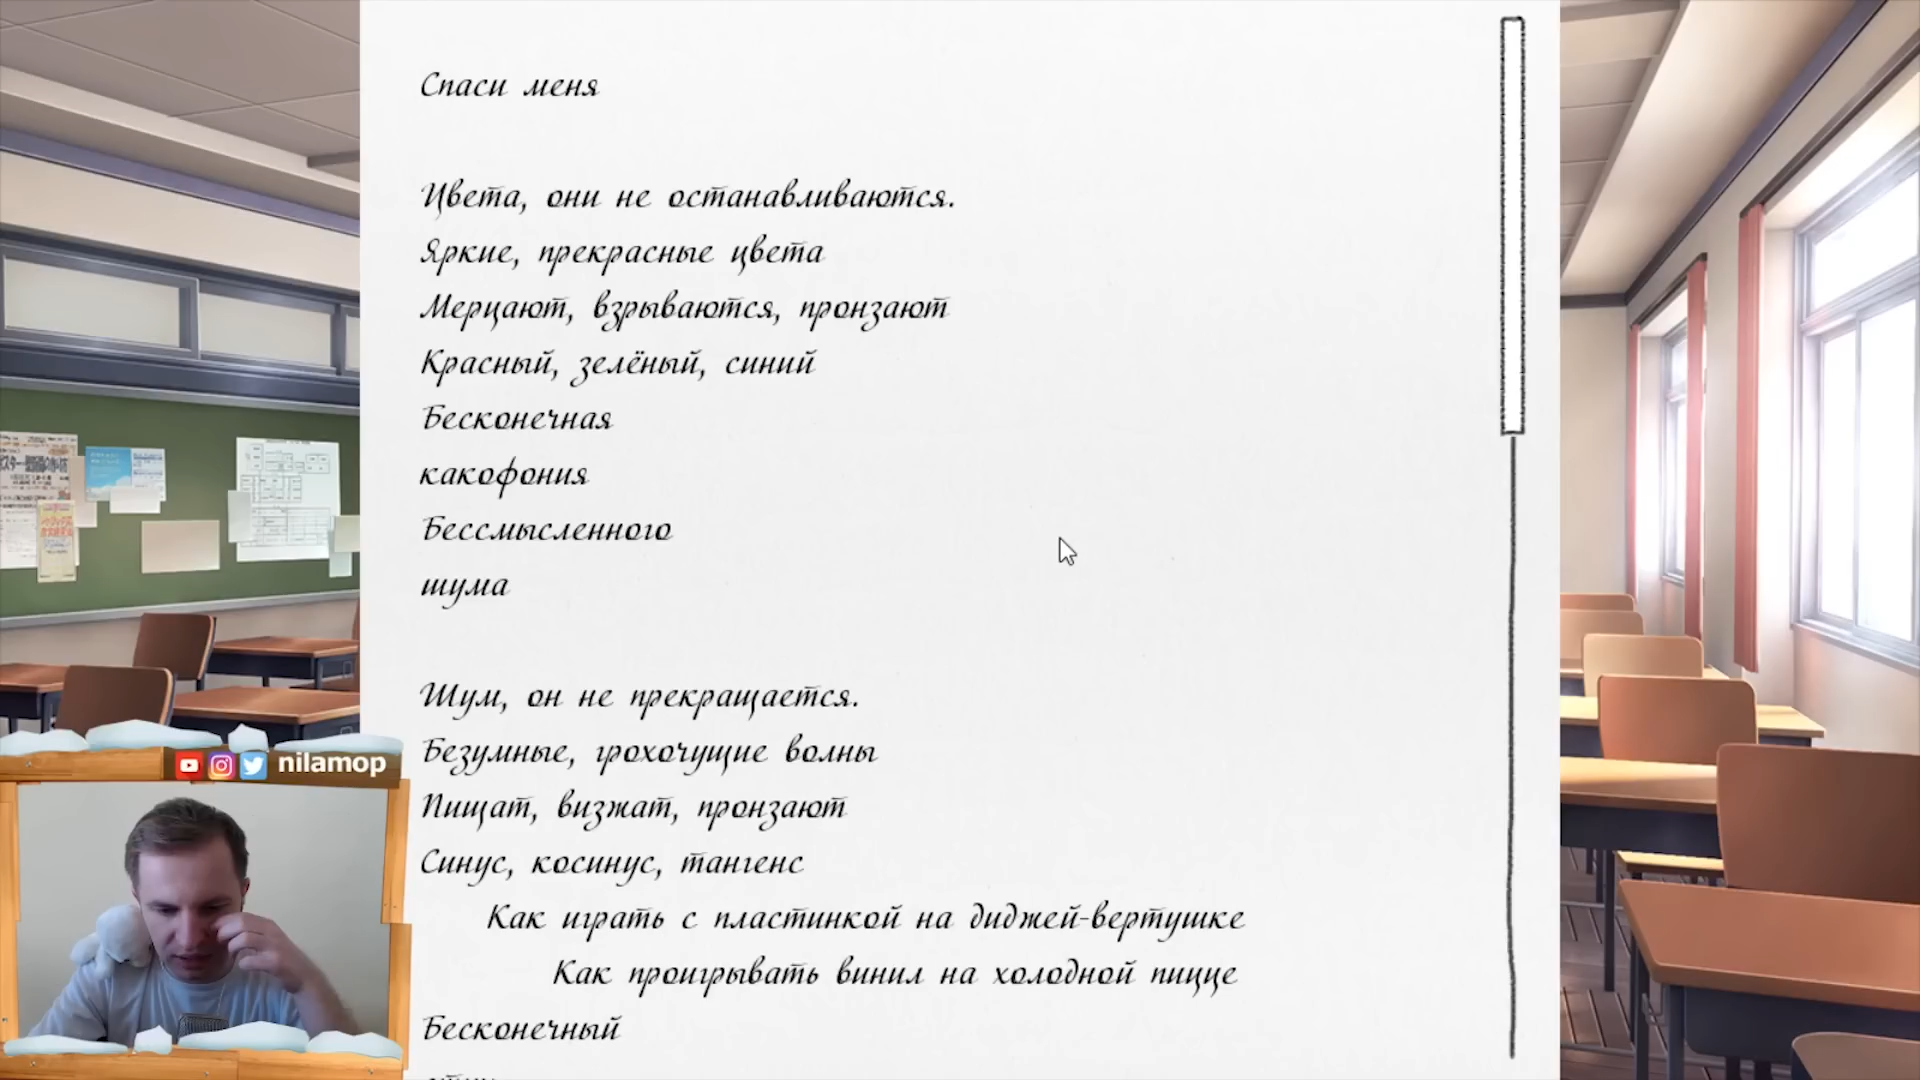 Спаси меня
Цвета, они не останавливаются.
Яркие, прекрасные цвета
Мерцают, взрываются, пронзают
Красный, зелёный, синий
Бесконечная
какофония
Бессмысленного
шума
Шум, он не прекращается.
Безумные, грохочущие волны
Пищат, визжат, пронзают
Синус, косинус, тангенс
Как играть с пластинкой на диджей-вертушке
Как проигрывать винил на холодной пицце
Бесконечный
nilamop